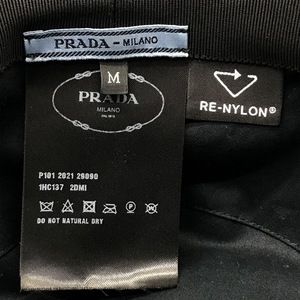 PRADA - MILANO
M
PRADA
MILANO
RE-NYLON®
P101 2021 29090
1HC137 2DMI
DO NOT NATURAL DRY